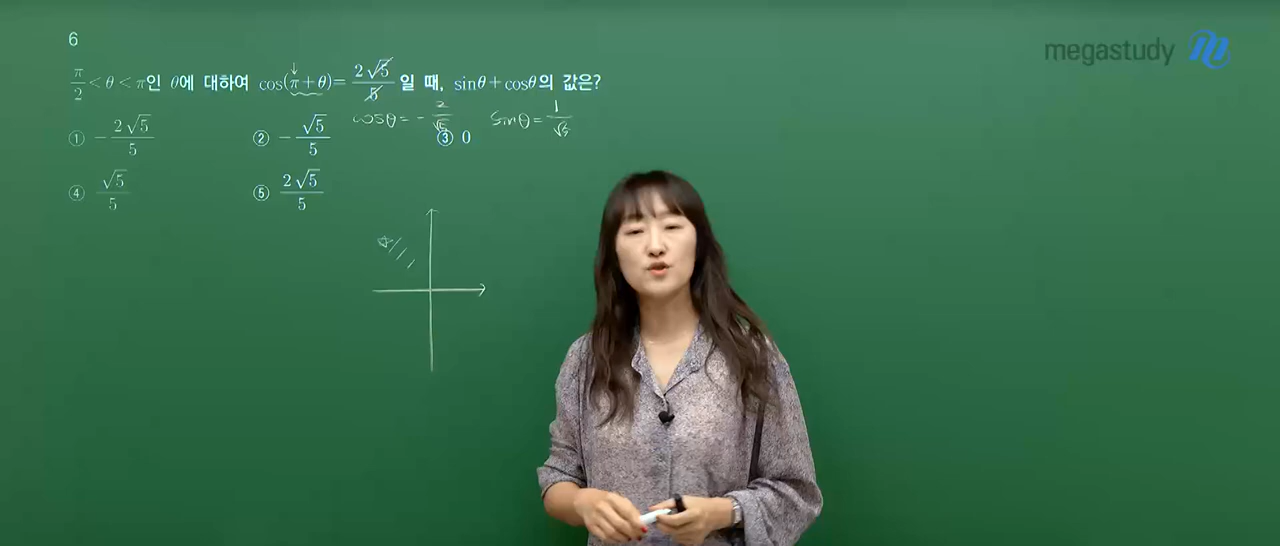 6
megastudy
π/2 < θ < π인 θ에 대하여 cos(π+θ)= 2√5/5 일 때, sinθ+cosθ의 값은?
cosθ = - 2/√5 sinθ = 1/√5
① -2√5/5 ② -√5/5 ③ 0
④ √5/5 ⑤ 2√5/5